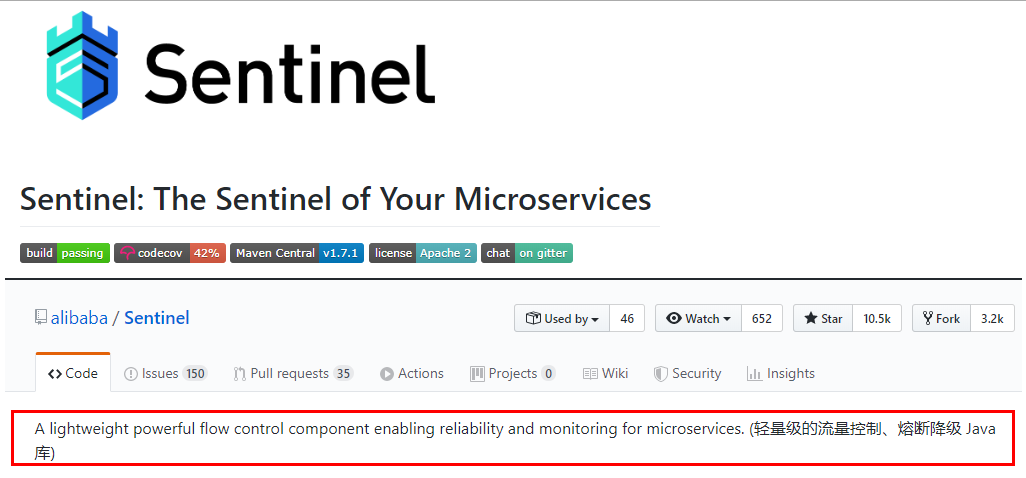 Sentinel
Sentinel: The Sentinel of Your Microservices
build passing codecov 42% Maven Central v1.7.1 license Apache 2 chat on gitter
alibaba / Sentinel Used by 46 Watch 652 Star 10.5k Fork 3.2k
Code Issues 150 Pull requests 35 Actions Projects 0 Wiki Security Insights
A lightweight powerful flow control component enabling reliability and monitoring for microservices. (轻量级的流量控制、熔断降级 Java
库)